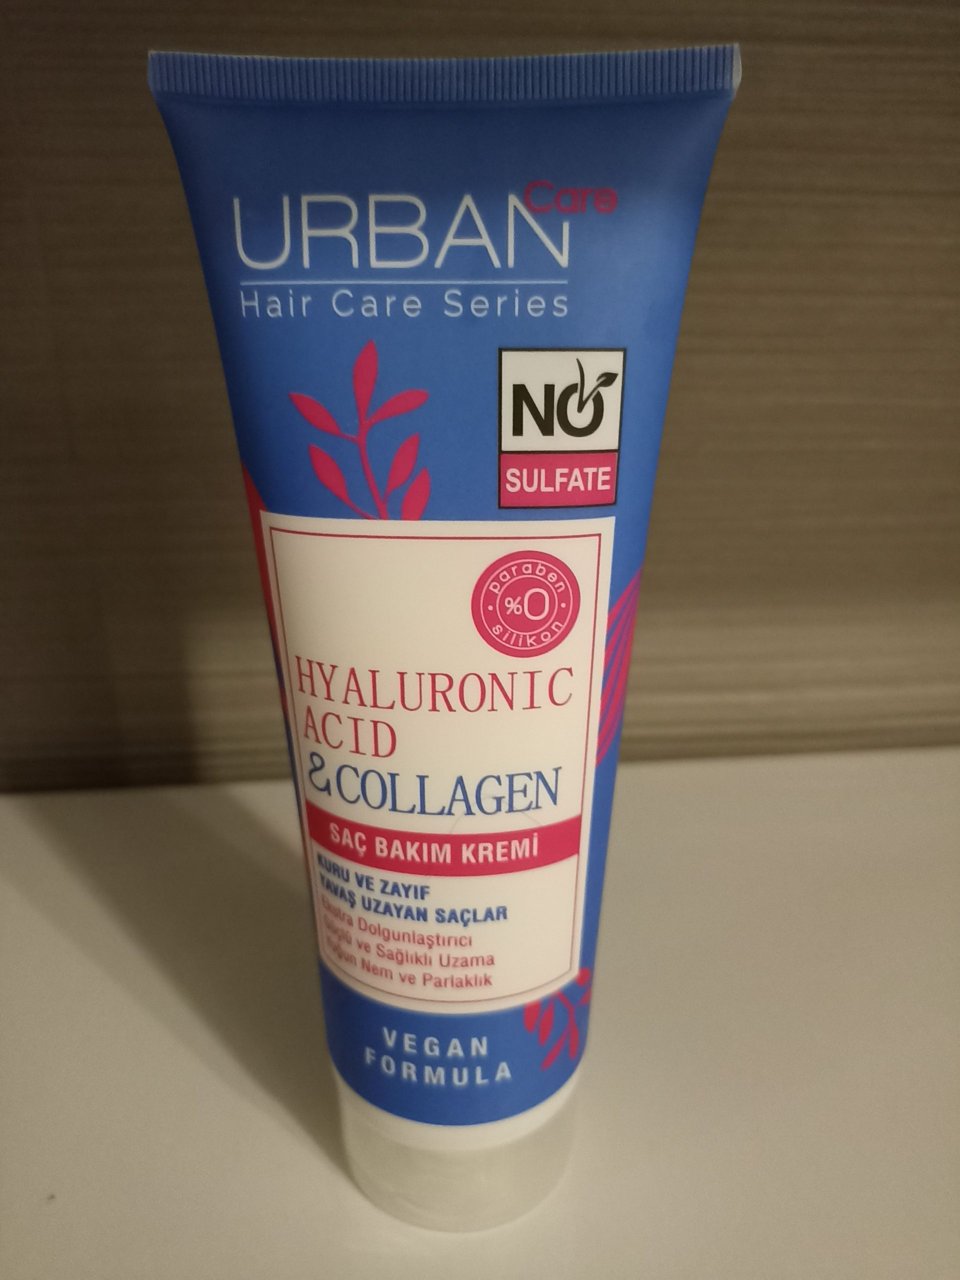 URBAN Care
Hair Care Series
NO
SULFATE
paraben
%0
silikon
HYALURONIC
ACID
& COLLAGEN
SAÇ BAKIM KREMİ
KURU VE ZAYIF
YAVAŞ UZAYAN SAÇLAR
Ekstra Dolgunlaştırıcı
Güçlü ve Sağlıklı Uzama
Yoğun Nem ve Parlaklık
VEGAN
FORMULA